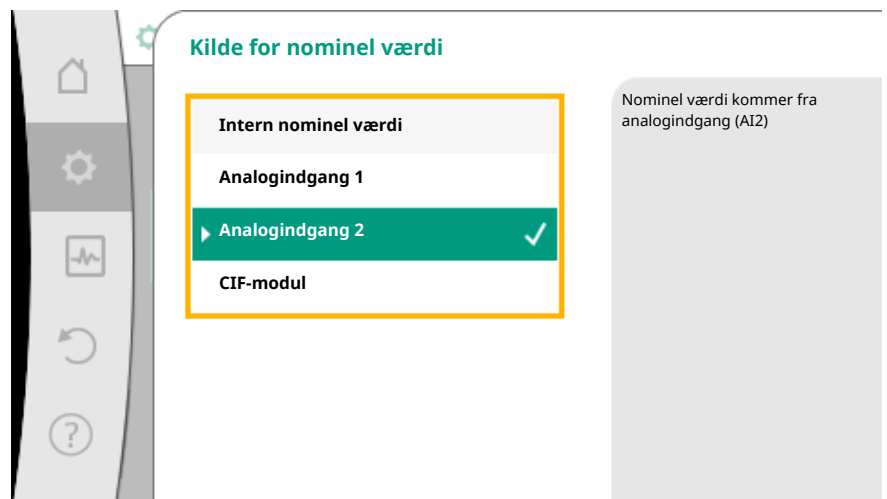 Kilde for nominel værdi
Intern nominel værdi
Analogindgang 1
Analogindgang 2
CIF-modul
Nominel værdi kommer fra
analogindgang (AI2)
?